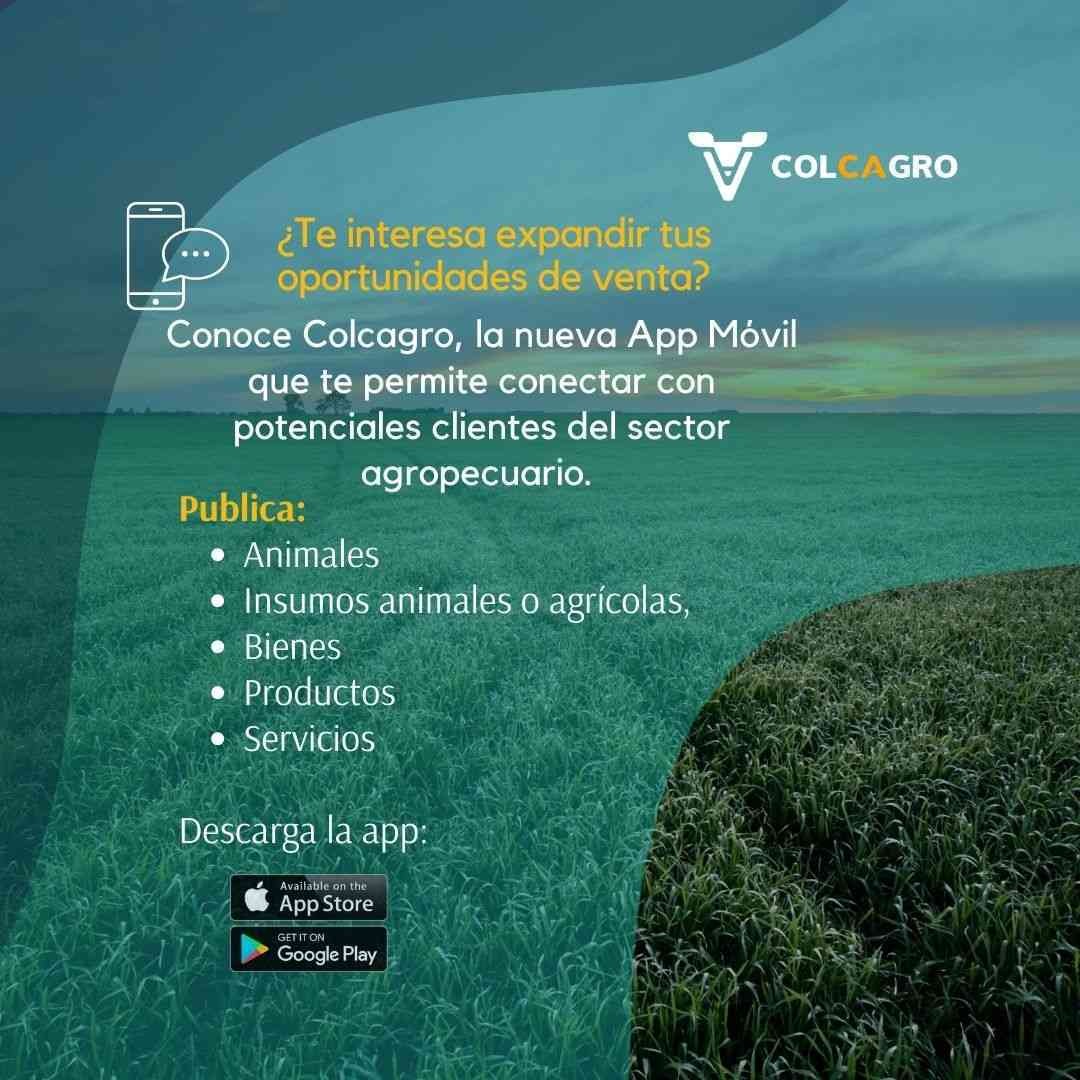 COLCAGRO
¿Te interesa expandir tus
oportunidades de venta?
Conoce Colcagro, la nueva App Móvil
que te permite conectar con
potenciales clientes del sector
agropecuario.
Publica:
• Animales
• Insumos animales o agrícolas,
• Bienes
• Productos
• Servicios
Descarga la app:
Available on the
App Store
GET IT ON
Google Play